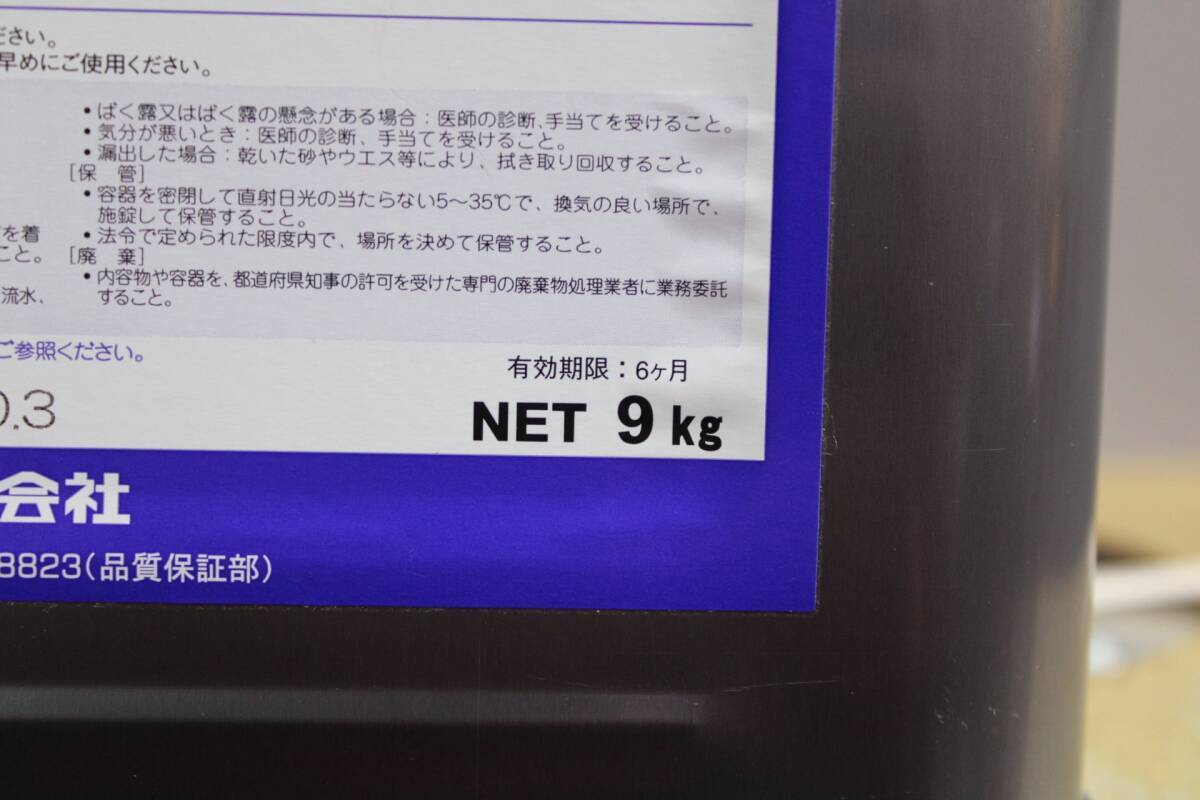 ださい。
早めにご使用ください。
・ばく露又はばく露の懸念がある場合：医師の診断、手当てを受けること。
・気分が悪いとき：医師の診断、手当てを受けること。
・漏出した場合：乾いた砂やウエス等により、拭き取り回収すること。
[保　管]
・容器を密閉して直射日光の当たらない5〜35℃で、換気の良い場所で、
施錠して保管すること。
・法令で定められた限度内で、場所を決めて保管すること。
[廃　棄]
・内容物や容器を、都道府県知事の許可を受けた専門の廃棄物処理業者に業務委託
すること。
を着
こと。
流水、
ご参照ください。
有効期限：6ヶ月
0.3
NET 9 kg
会社
8823(品質保証部)